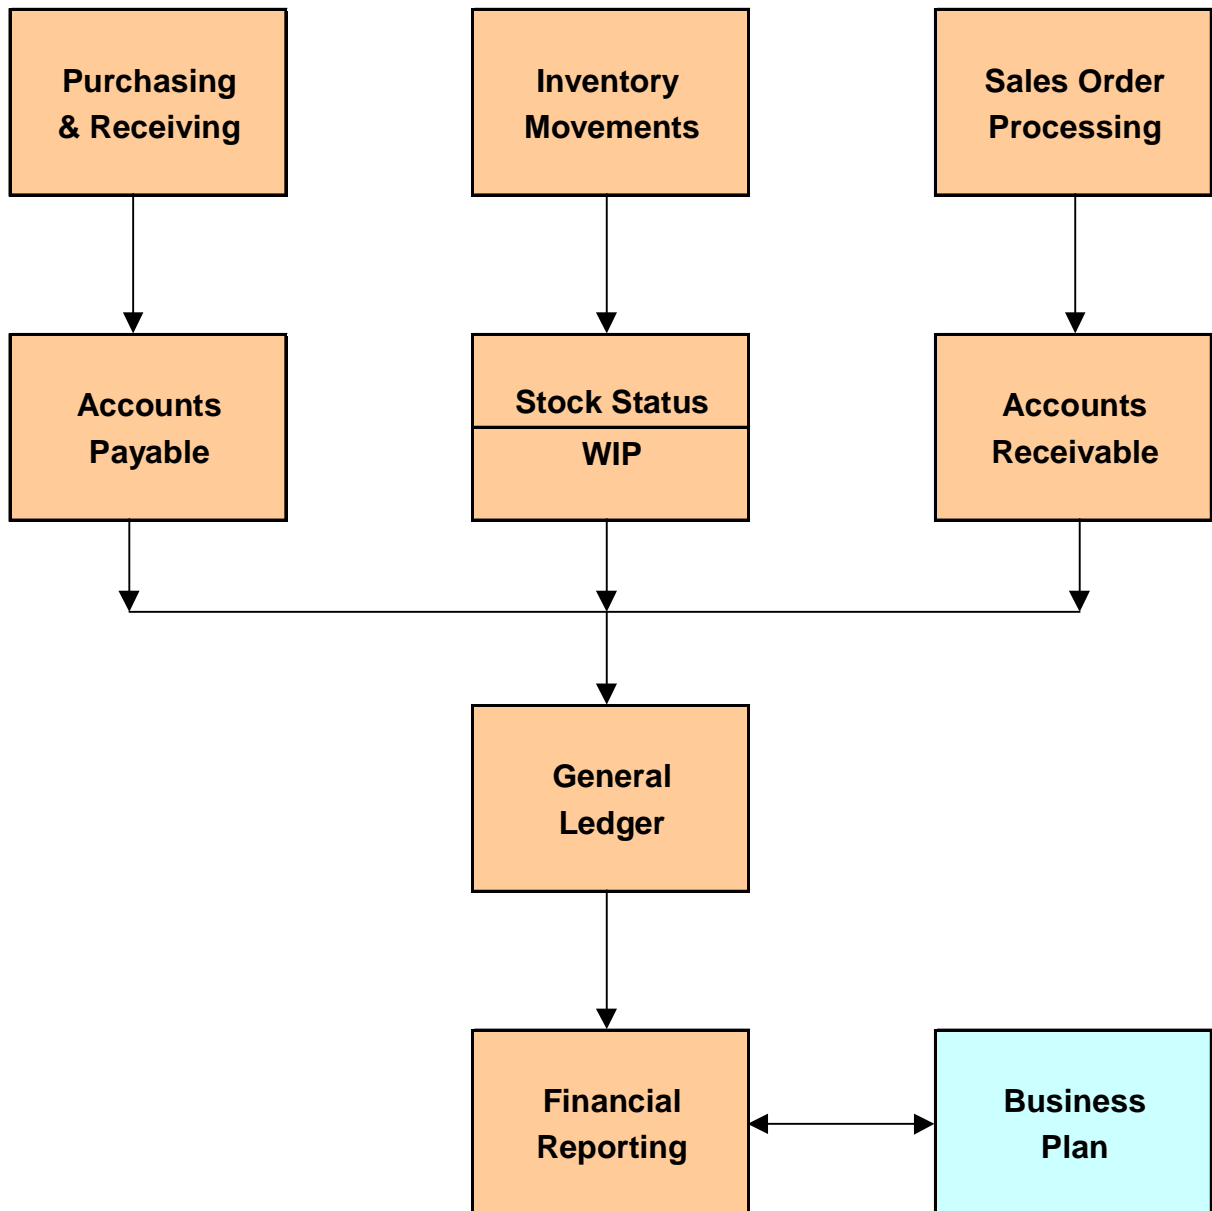 Purchasing
& Receiving
Inventory
Movements
Sales Order
Processing
Accounts
Payable
Stock Status
WIP
Accounts
Receivable
General
Ledger
Financial
Reporting
Business
Plan